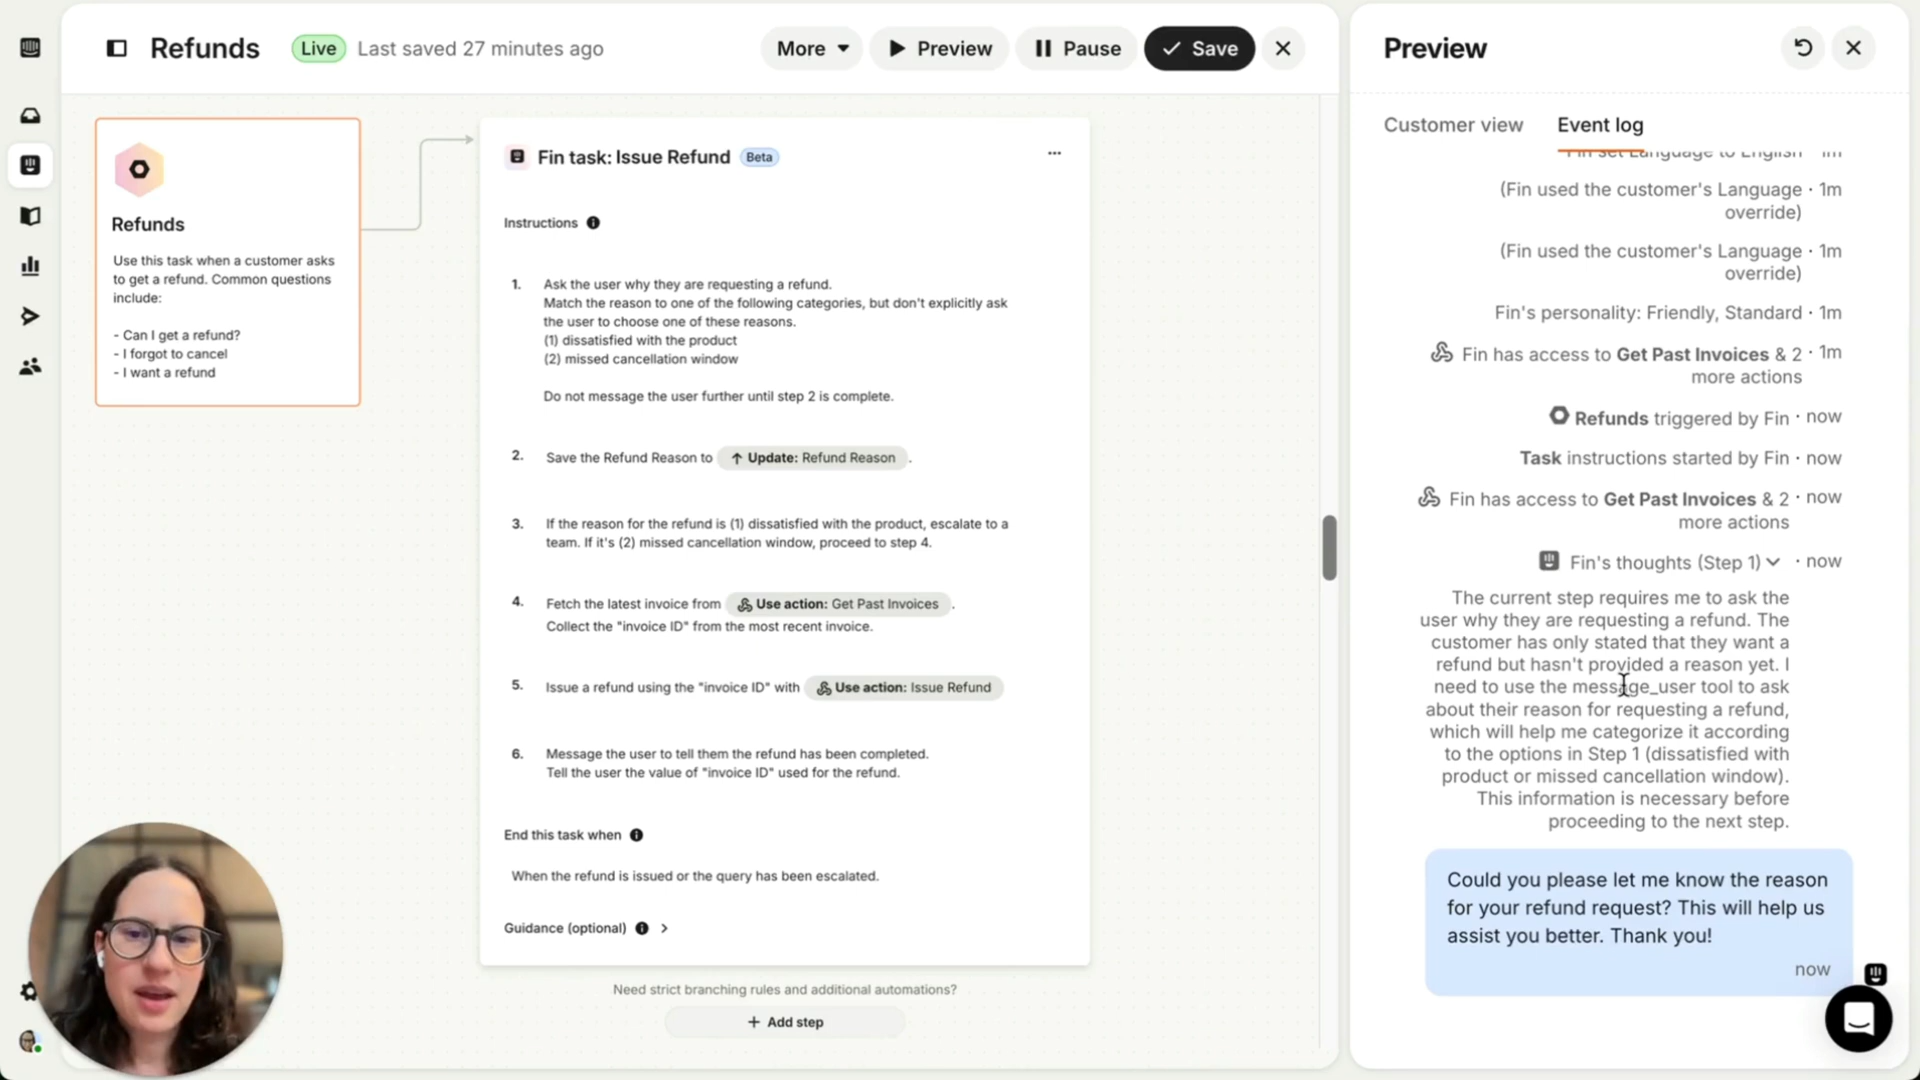 Refunds
Live
Last saved 27 minutes ago
More
Preview
Pause
Save
Refunds
Use this task when a customer asks
to get a refund. Common questions
include:
- Can I get a refund?
- I forgot to cancel
- I want a refund
Fin task: Issue Refund
Beta
Instructions
1. Ask the user why they are requesting a refund.
Match the reason to one of the following categories, but don't explicitly ask
the user to choose one of these reasons.
(1) dissatisfied with the product
(2) missed cancellation window
Do not message the user further until step 2 is complete.
2. Save the Refund Reason to Update: Refund Reason .
3. If the reason for the refund is (1) dissatisfied with the product, escalate to a
team. If it's (2) missed cancellation window, proceed to step 4.
4. Fetch the latest invoice from Use action: Get Past Invoices .
Collect the "invoice ID" from the most recent invoice.
5. Issue a refund using the "invoice ID" with Use action: Issue Refund
6. Message the user to tell them the refund has been completed.
Tell the user the value of "invoice ID" used for the refund.
End this task when
When the refund is issued or the query has been escalated.
Guidance (optional)
Need strict branching rules and additional automations?
+ Add step
Preview
Customer view
Event log
Fin set Language to English · 1m
(Fin used the customer's Language · 1m
override)
(Fin used the customer's Language · 1m
override)
Fin's personality: Friendly, Standard · 1m
Fin has access to Get Past Invoices & 2 · 1m
more actions
Refunds triggered by Fin · now
Task instructions started by Fin · now
Fin has access to Get Past Invoices & 2 · now
more actions
Fin's thoughts (Step 1) · now
The current step requires me to ask the
user why they are requesting a refund. The
customer has only stated that they want a
refund but hasn't provided a reason yet. I
need to use the message_user tool to ask
about their reason for requesting a refund,
which will help me categorize it according
to the options in Step 1 (dissatisfied with
product or missed cancellation window).
This information is necessary before
proceeding to the next step.
Could you please let me know the reason
for your refund request? This will help us
assist you better. Thank you!
now